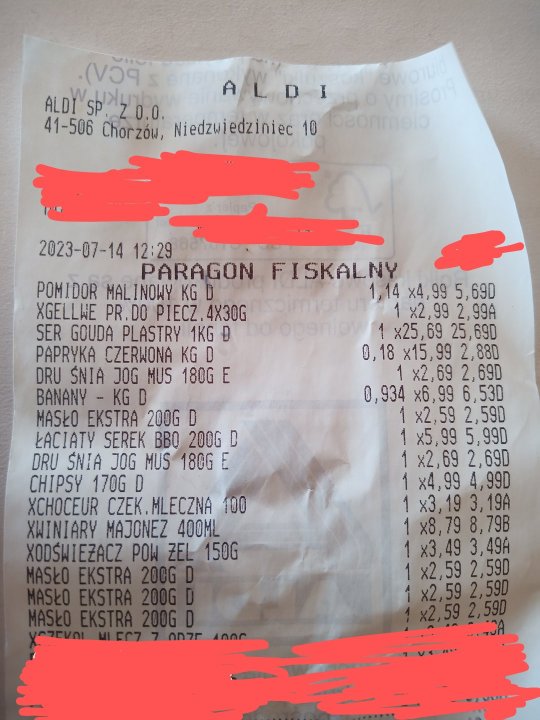 A L D I
ALDI SP. Z O.O.
41-506 Chorzów, Niedzwiedziniec 10
2023-07-14 12:29
PARAGON FISKALNY
POMIDOR MALINOWY KG D 1,14 x4,99 5,69D
XGELLWE PR.DO PIECZ.4X30G 1 x2,99 2,99A
SER GOUDA PLASTRY 1KG D 1 x25,69 25,69D
PAPRYKA CZERWONA KG D 0,18 x15,99 2,88D
DRU ŚNIA JOG MUS 180G E 1 x2,69 2,69D
BANANY - KG D 0,934 x6,99 6,53D
MASŁO EKSTRA 200G D 1 x2,59 2,59D
ŁACIATY SEREK BBQ 200G D 1 x5,99 5,99D
DRU ŚNIA JOG MUS 180G E 1 x2,69 2,69D
CHIPSY 170G D 1 x4,99 4,99D
XCHOCEUR CZEK.MLECZNA 100 1 x3,19 3,19A
XWINIARY MAJONEZ 400ML 1 x8,79 8,79B
XODŚWIEŻACZ POW ŻEL 150G 1 x3,49 3,49A
MASŁO EKSTRA 200G D 1 x2,59 2,59D
MASŁO EKSTRA 200G D 1 x2,59 2,59D
MASŁO EKSTRA 200G D 1 x2,59 2,59D